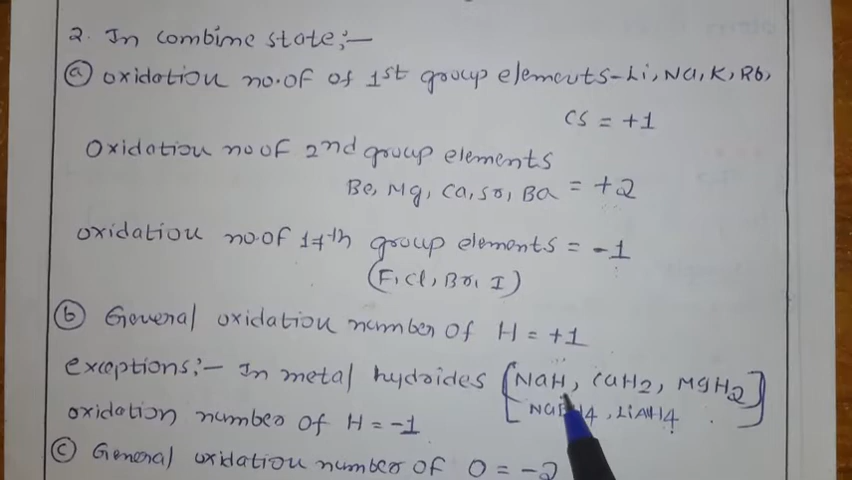 2. In combine state:-
(a) oxidation no.of of 1st group elements-Li, Na, K, Rb,
Cs = +1
Oxidation no of 2nd group elements
Be, Mg, Ca, Sr, Ba = +2
oxidation no.of 17th group elements = -1
(F, Cl, Br, I)
(b) General oxidation number of H = +1
exceptions:- In metal hydrides [NaH, CaH2, MgH2
NaBH4, LiAlH4]
oxidation number of H = -1
(c) General oxidation number of O = -2